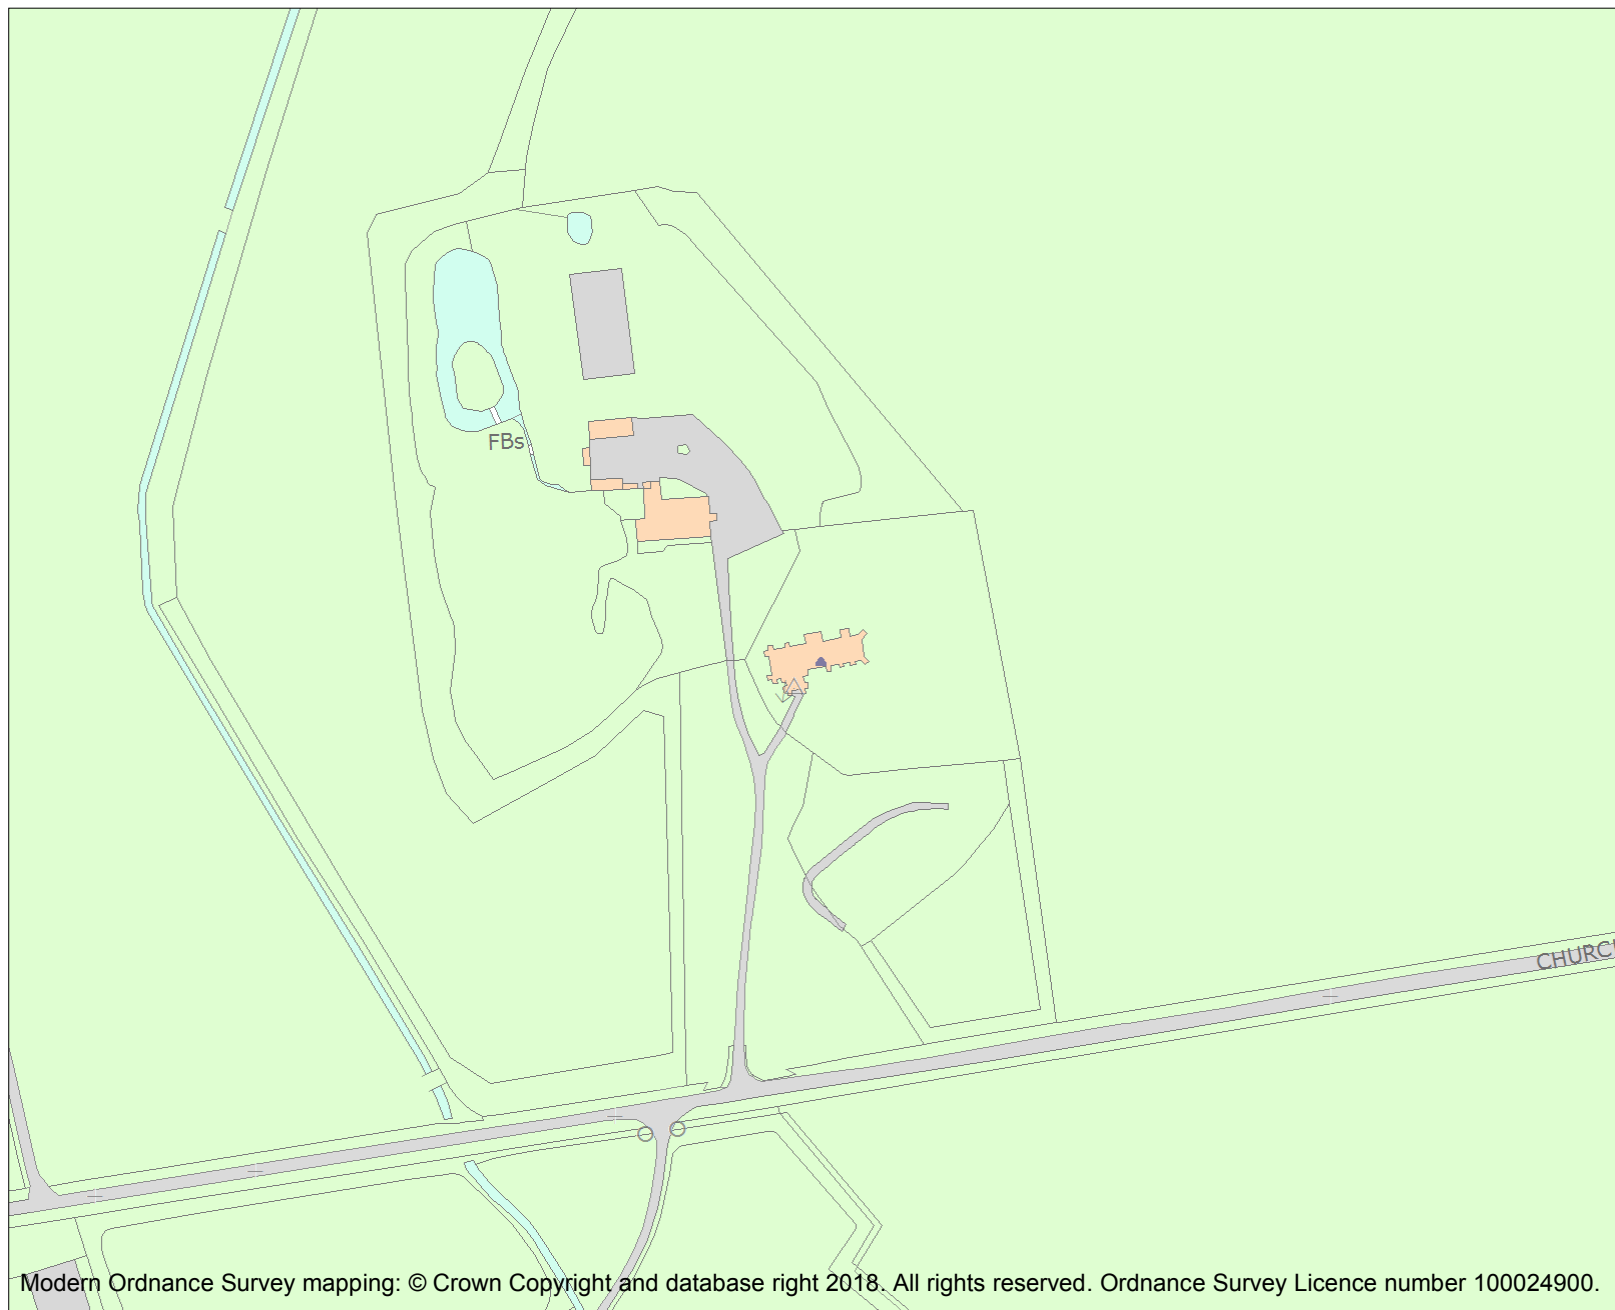 FBs
CHURC
Modern Ordnance Survey mapping: © Crown Copyright and database right 2018. All rights reserved. Ordnance Survey Licence number 100024900.